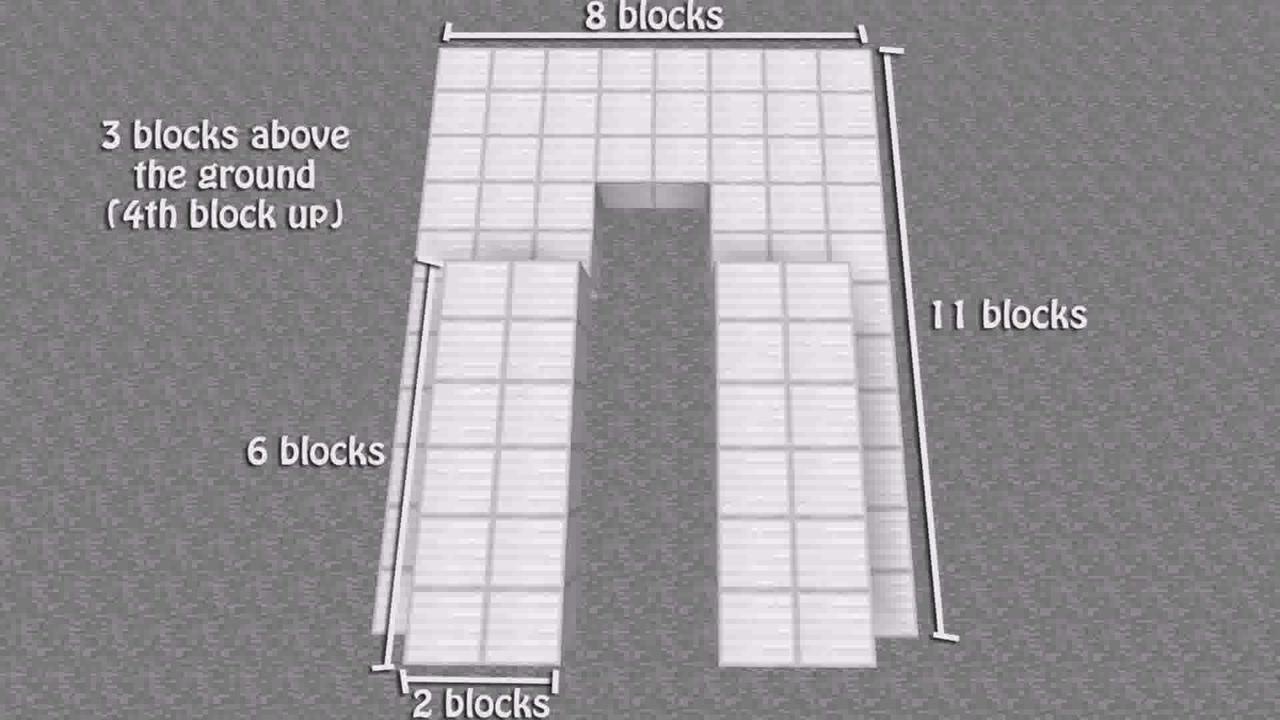 8 blocks
3 blocks above
the ground
(4th block up)
11 blocks
6 blocks
2 blocks